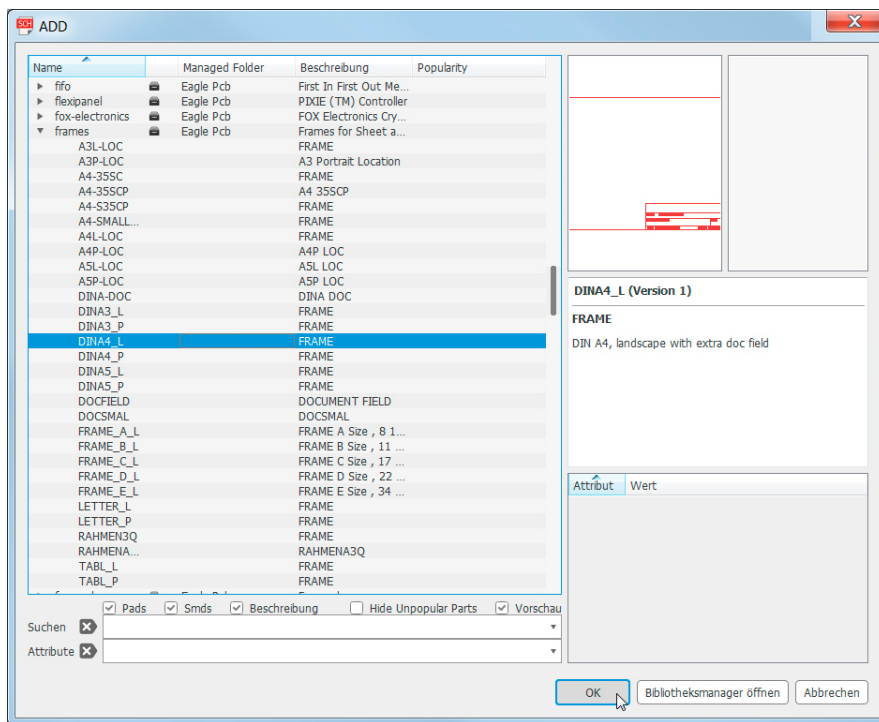 SCH ADD
Name Managed Folder Beschreibung Popularity
fifo Eagle Pcb First In First Out Me...
flexipanel Eagle Pcb PIXIE (TM) Controller
fox-electronics Eagle Pcb FOX Electronics Cry...
frames Eagle Pcb Frames for Sheet a...
A3L-LOC FRAME
A3P-LOC A3 Portrait Location
A4-35SC FRAME
A4-35SCP A4 35SCP
A4-S35CP FRAME
A4-SMALL... FRAME
A4L-LOC FRAME
A4P-LOC A4P LOC
A5L-LOC A5L LOC
A5P-LOC A5P LOC
DINA-DOC DINA DOC
DINA3_L FRAME
DINA3_P FRAME
DINA4_L FRAME
DINA4_P FRAME
DINA5_L FRAME
DINA5_P FRAME
DOCFIELD DOCUMENT FIELD
DOCSMAL DOCSMAL
FRAME_A_L FRAME A Size , 8 1...
FRAME_B_L FRAME B Size , 11 ...
FRAME_C_L FRAME C Size , 17 ...
FRAME_D_L FRAME D Size , 22 ...
FRAME_E_L FRAME E Size , 34 ...
LETTER_L FRAME
LETTER_P FRAME
RAHMEN3Q FRAME
RAHMENA... RAHMENA3Q
TABL_L FRAME
TABL_P FRAME
Pads Smds Beschreibung Hide Unpopular Parts Vorschau
Suchen
Attribute
DINA4_L (Version 1)
FRAME
DIN A4, landscape with extra doc field
Attribut Wert
OK Bibliotheksmanager öffnen Abbrechen